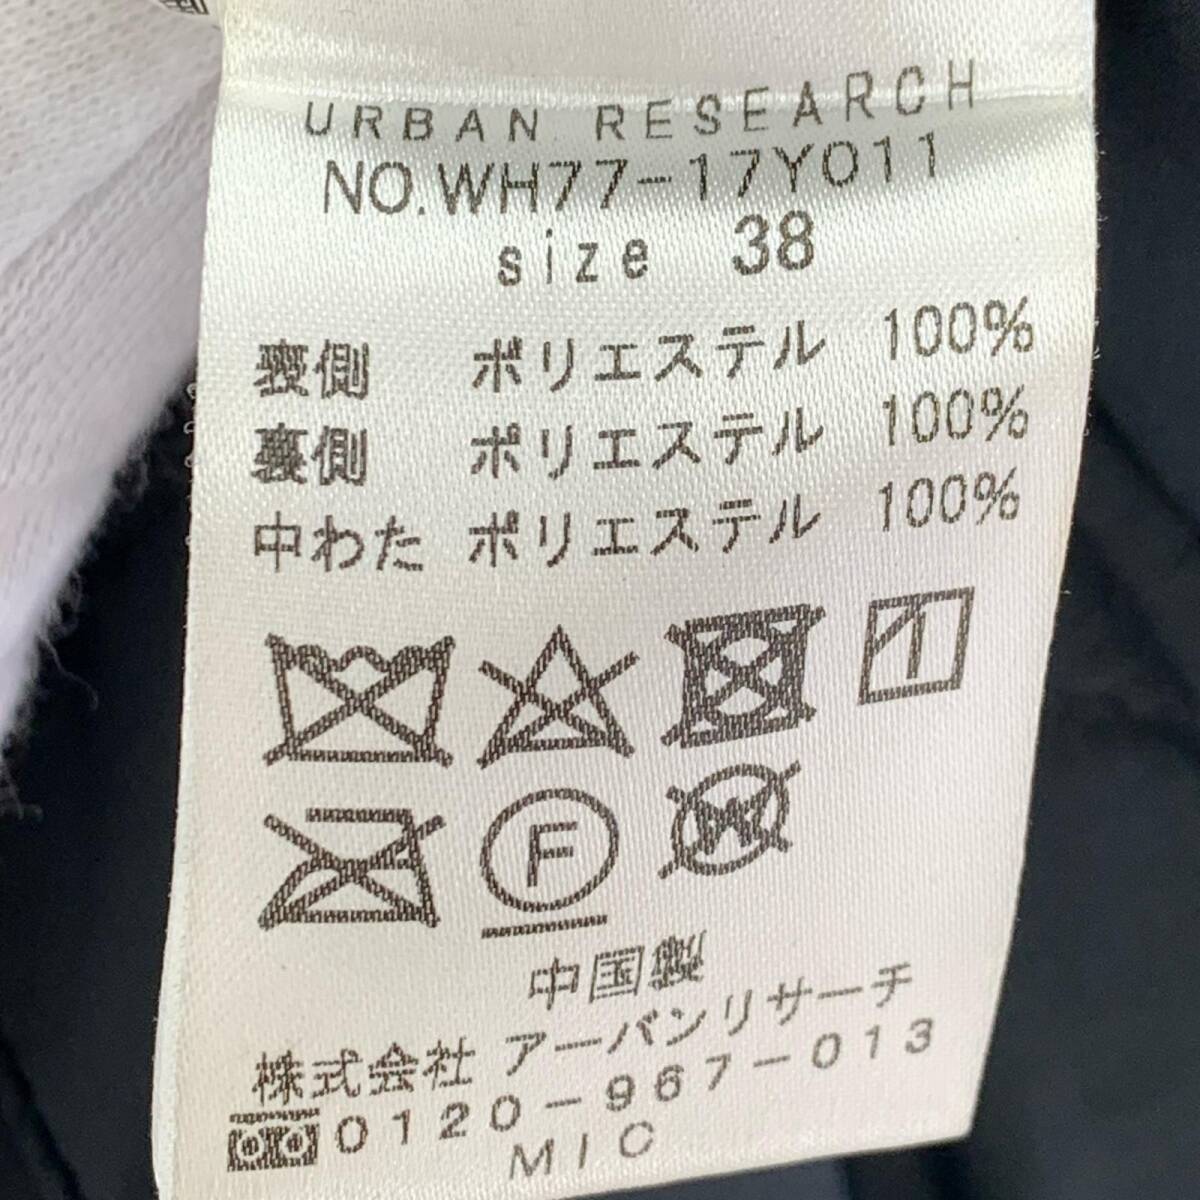 URBAN RESEARCH
NO.WH77-17Y011
size 38
表側 ポリエステル 100%
裏側 ポリエステル 100%
中わた ポリエステル 100%
F
W
中国製
株式会社 アーバンリサーチ
0120-967-013
MIC